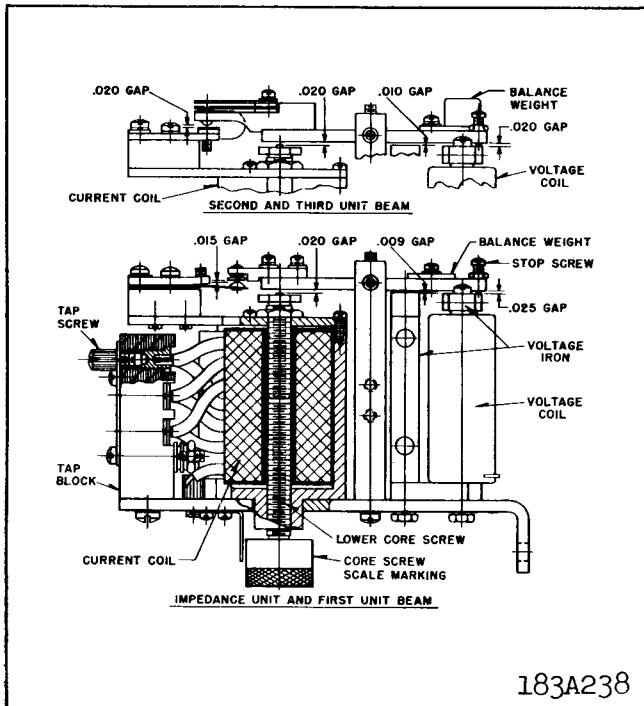 .020 GAP
.020 GAP
.010 GAP
BALANCE
WEIGHT
.020 GAP
CURRENT COIL
VOLTAGE
COIL
SECOND AND THIRD UNIT BEAM
.015 GAP
.020 GAP
.009 GAP
BALANCE WEIGHT
STOP SCREW
.025 GAP
TAP
SCREW
VOLTAGE
IRON
VOLTAGE
COIL
TAP
BLOCK
LOWER CORE SCREW
CURRENT COIL
CORE SCREW
SCALE MARKING
IMPEDANCE UNIT AND FIRST UNIT BEAM
183A238